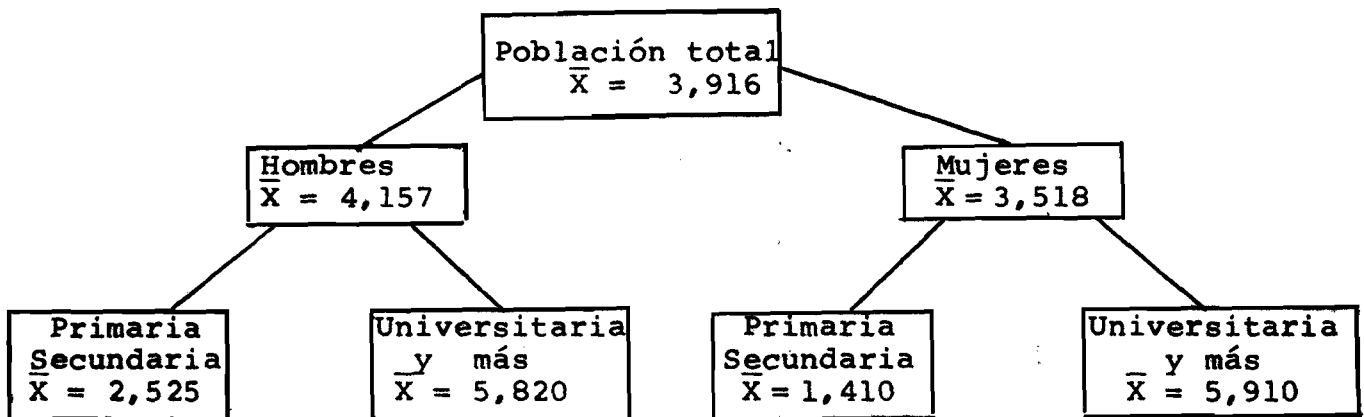 Población total
X̄ = 3,916
Hombres
X̄ = 4,157
Mujeres
X̄ = 3,518
Primaria
Secundaria
X̄ = 2,525
Universitaria
y más
X̄ = 5,820
Primaria
Secundaria
X̄ = 1,410
Universitaria
y más
X̄ = 5,910